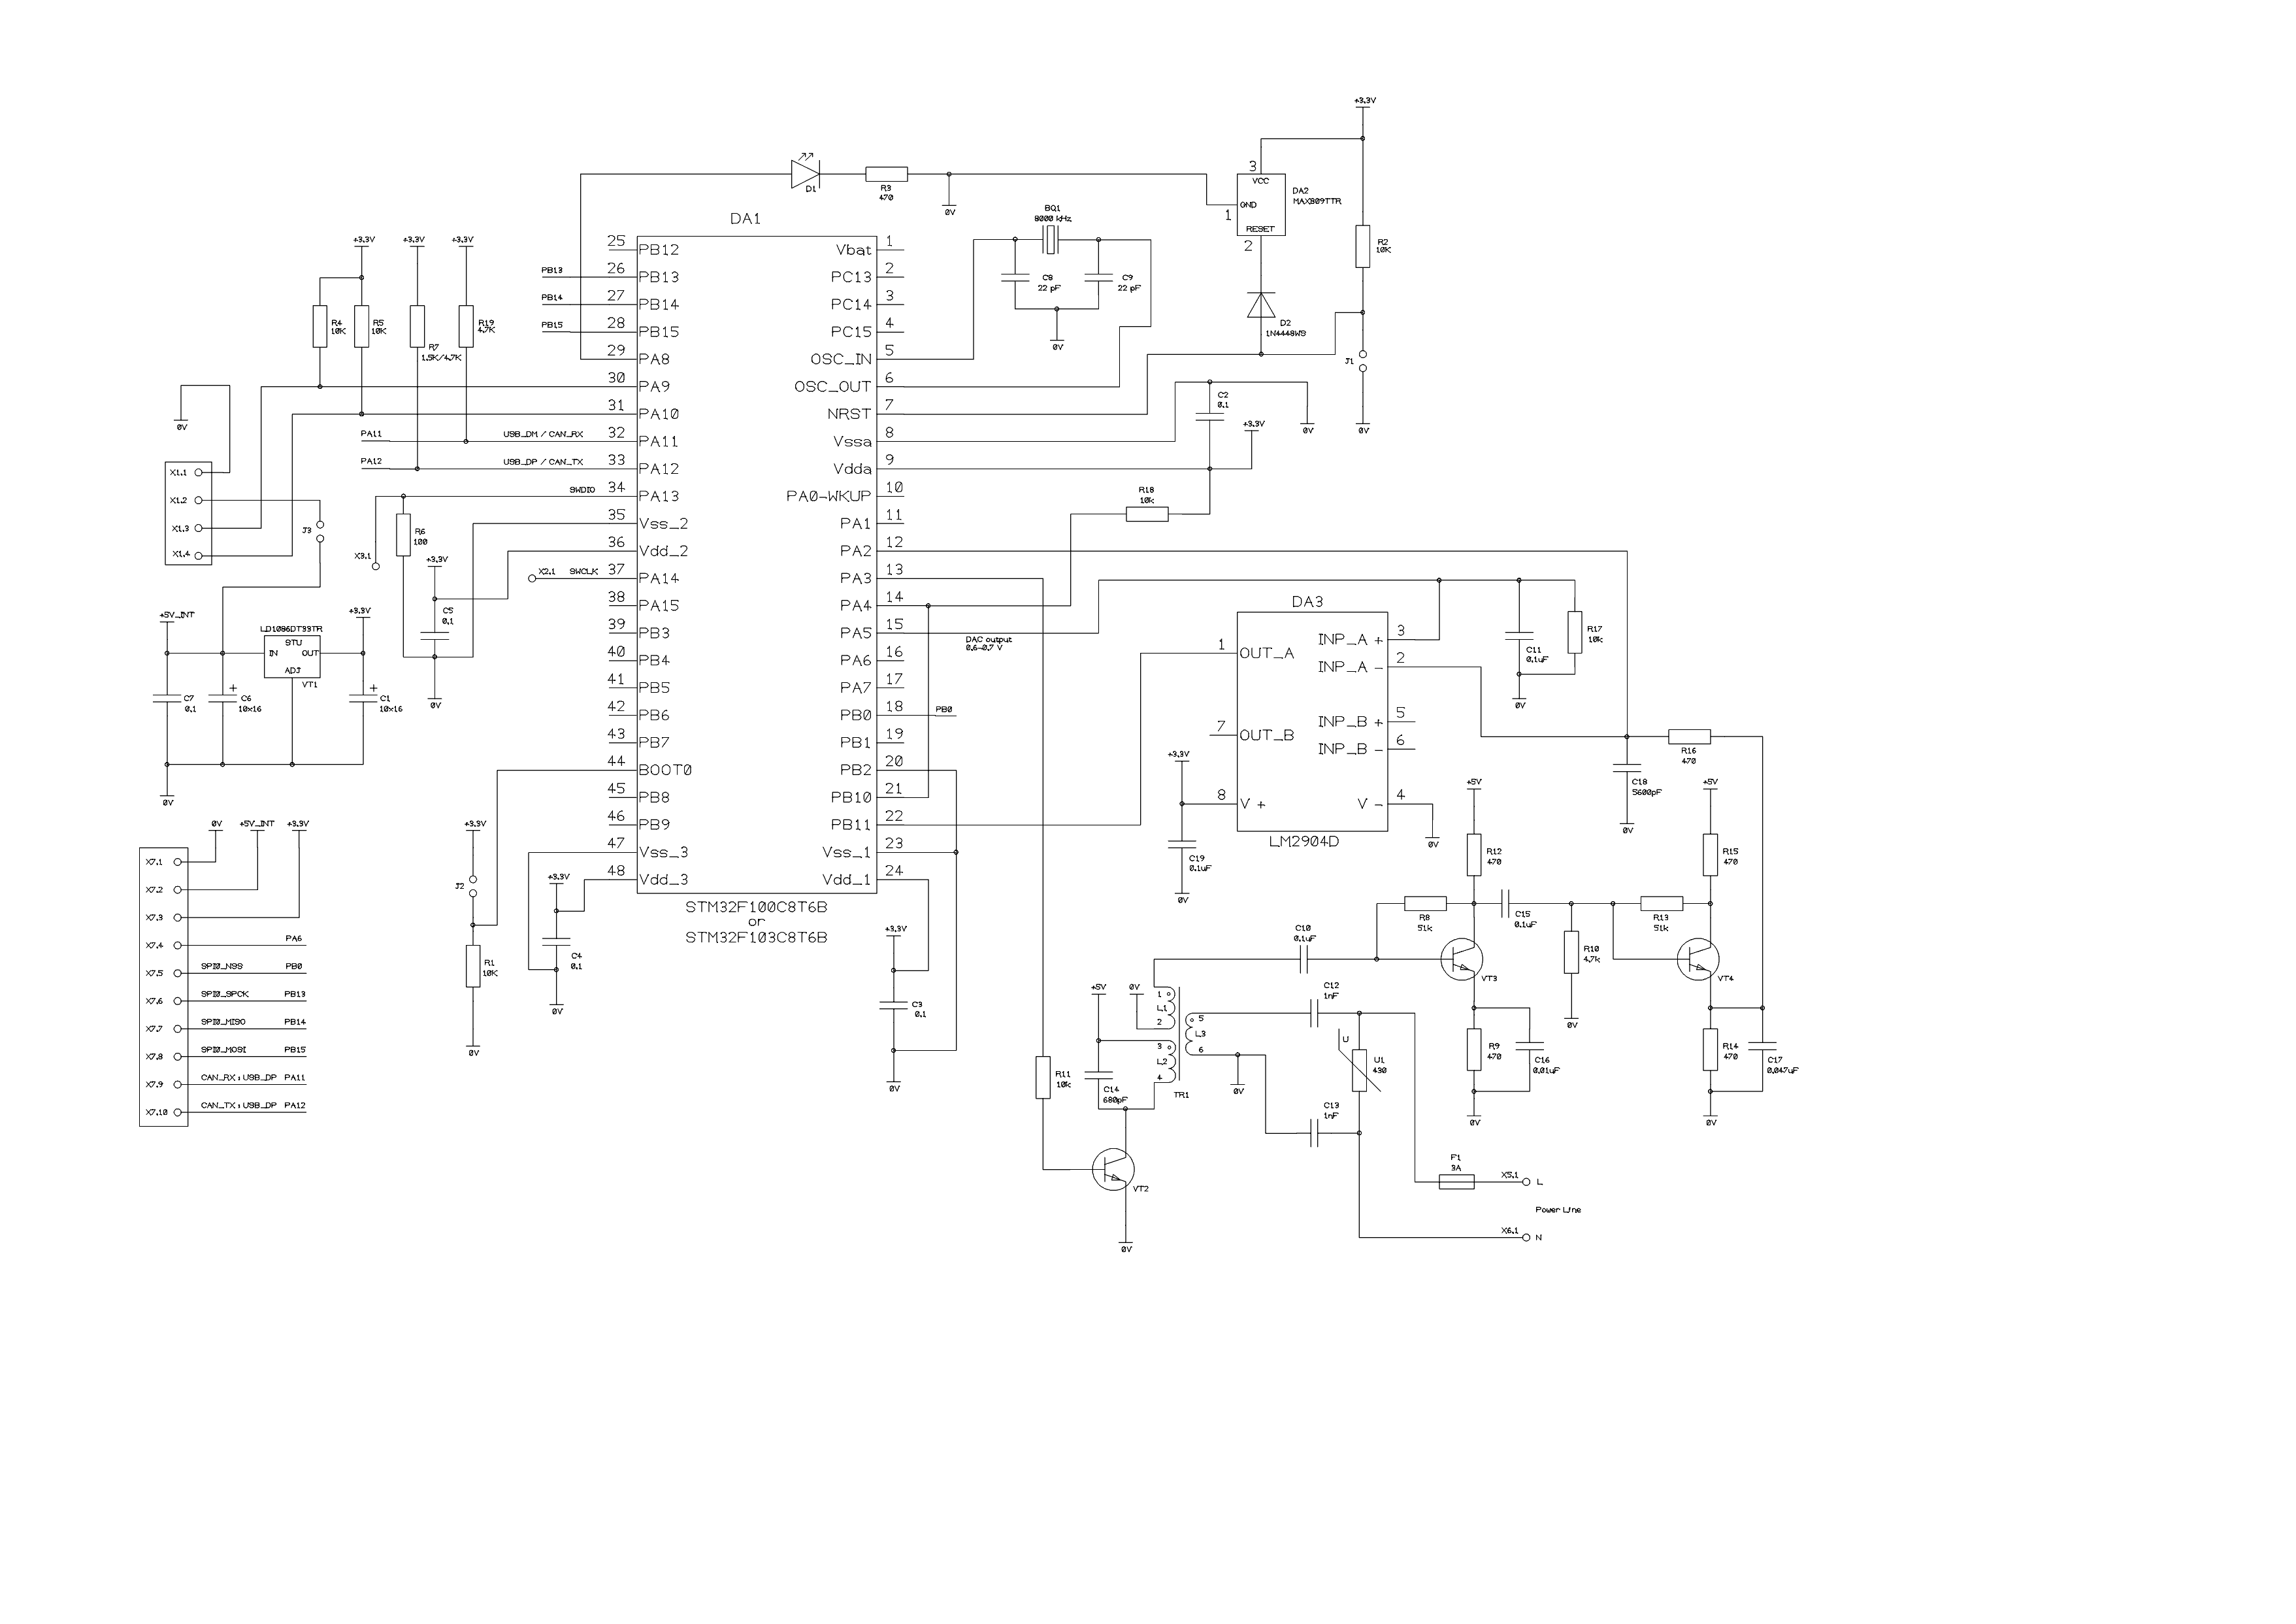 +3.3V
D1
R3
470
0V
3
VCC
GND
1
RESET
2
DA2
MAX809TTR
R2
10K
D2
1N4448WS
J1
0V
BQ1
8000 kHz
C8
22 pF
C9
22 pF
0V
DA1
25 PB12
26 PB13
27 PB14
28 PB15
29 PA8
30 PA9
31 PA10
32 PA11
33 PA12
34 PA13
35 Vss_2
36 Vdd_2
37 PA14
38 PA15
39 PB3
40 PB4
41 PB5
42 PB6
43 PB7
44 BOOT0
45 PB8
46 PB9
47 Vss_3
48 Vdd_3
Vbat 1
PC13 2
PC14 3
PC15 4
OSC_IN 5
OSC_OUT 6
NRST 7
Vssa 8
Vdda 9
PA0-WKUP 10
PA1 11
PA2 12
PA3 13
PA4 14
PA5 15
PA6 16
PA7 17
PB0 18
PB1 19
PB2 20
PB10 21
PB11 22
Vss_1 23
Vdd_1 24
STM32F100C8T6B
or
STM32F103C8T6B
PB13
PB14
PB15
+3.3V
+3.3V
+3.3V
R4
10K
R5
10K
R7
1.5K/4.7K
R19
4.7K
PA11
USB_DM / CAN_RX
PA12
USB_DP / CAN_TX
SWDIO
R6
100
X3.1
X2.1 SWCLK
+3.3V
C5
0.1
0V
0V
X1.1
X1.2
X1.3
X1.4
J3
+5V_INT
LD1086DT33TR
STU
IN OUT
ADJ
VT1
+3.3V
C7
0.1
+
C6
10x16
+
C1
10x16
0V
0V
+5V_INT
+3.3V
X7.1
X7.2
X7.3
X7.4 PA6
X7.5 SPI0_NSS PB0
X7.6 SPI0_SPCK PB13
X7.7 SPI0_MISO PB14
X7.8 SPI0_MOSI PB15
X7.9 CAN_RX ; USB_DP PA11
X7.10 CAN_TX ; USB_DP PA12
+3.3V
J2
R1
10K
0V
+3.3V
C4
0.1
0V
+3.3V
C3
0.1
0V
C2
0.1
0V
+3.3V
R18
10k
DAC output
0.6-0.7 V
PB0
DA3
1 OUT_A
INP_A + 3
INP_A - 2
7 OUT_B
INP_B + 5
INP_B - 6
8 V +
V - 4
LM2904D
0V
+3.3V
C19
0.1uF
0V
C11
0.1uF
R17
10k
0V
R16
470
C18
5600pF
0V
+5V
R12
470
R8
51k
C15
0.1uF
C10
0.1uF
VT3
R9
470
C16
0.01uF
0V
R10
4.7k
0V
+5V
R15
470
R13
51k
VT4
R14
470
C17
0.047uF
0V
+5V
0V
1
L1
2
3
L2
4
5
L3
6
TR1
C14
680pF
R11
10k
VT2
0V
0V
C12
1nF
C13
1nF
U
U1
430
F1
3A
X5.1 L
Power Line
X6.1 N